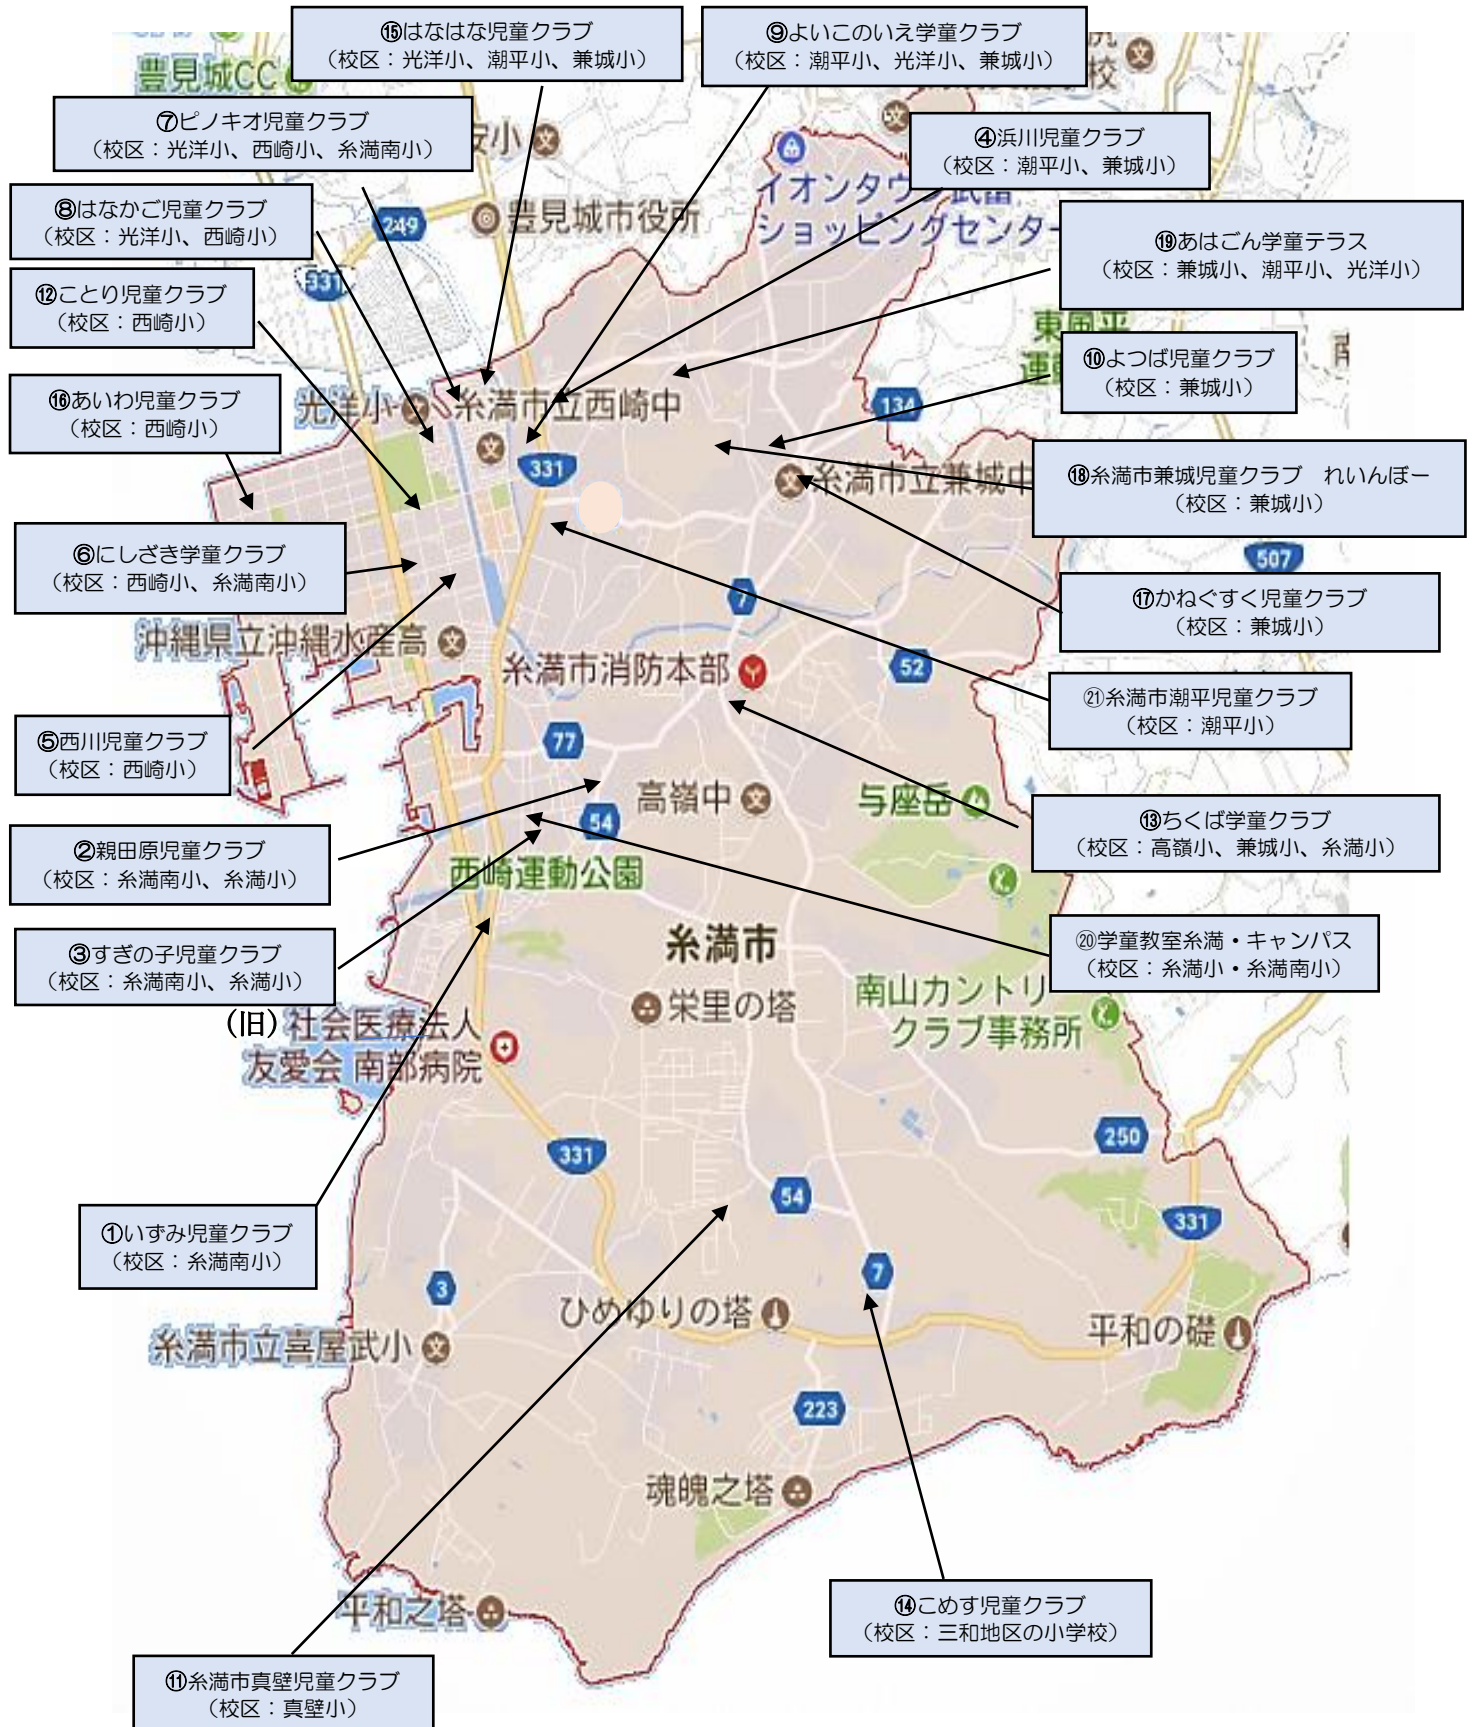 ⑮はなはな児童クラブ
（校区：光洋小、潮平小、兼城小）
⑨よいこのいえ学童クラブ
（校区：潮平小、光洋小、兼城小）
校
豊見城CC
⑦ピノキオ児童クラブ
（校区：光洋小、西崎小、糸満南小）
安小
④浜川児童クラブ
（校区：潮平小、兼城小）
イオンタウン武富
ショッピングセンター
⑧はなかご児童クラブ
（校区：光洋小、西崎小）
249
豊見城市役所
⑲あはごん学童テラス
（校区：兼城小、潮平小、光洋小）
331
⑫ことり児童クラブ
（校区：西崎小）
東風平
運動
南
⑩よつば児童クラブ
（校区：兼城小）
⑯あいわ児童クラブ
（校区：西崎小）
光洋小
糸満市立西崎中
134
331
糸満市立兼城中
⑱糸満市兼城児童クラブ　れいんぼー
（校区：兼城小）
⑥にしざき学童クラブ
（校区：西崎小、糸満南小）
507
7
⑰かねぐすく児童クラブ
（校区：兼城小）
沖縄県立沖縄水産高
糸満市消防本部
52
㉑糸満市潮平児童クラブ
（校区：潮平小）
⑤西川児童クラブ
（校区：西崎小）
77
高嶺中
与座岳
54
⑬ちくば学童クラブ
（校区：高嶺小、兼城小、糸満小）
②親田原児童クラブ
（校区：糸満南小、糸満小）
西崎運動公園
糸満市
⑳学童教室糸満・キャンパス
（校区：糸満小・糸満南小）
③すぎの子児童クラブ
（校区：糸満南小、糸満小）
栄里の塔
南山カントリー
クラブ事務所
（旧）社会医療法人
友愛会 南部病院
250
331
54
331
①いずみ児童クラブ
（校区：糸満南小）
3
7
ひめゆりの塔
平和の礎
糸満市立喜屋武小
223
魂魄之塔
平和之塔
⑭こめす児童クラブ
（校区：三和地区の小学校）
⑪糸満市真壁児童クラブ
（校区：真壁小）